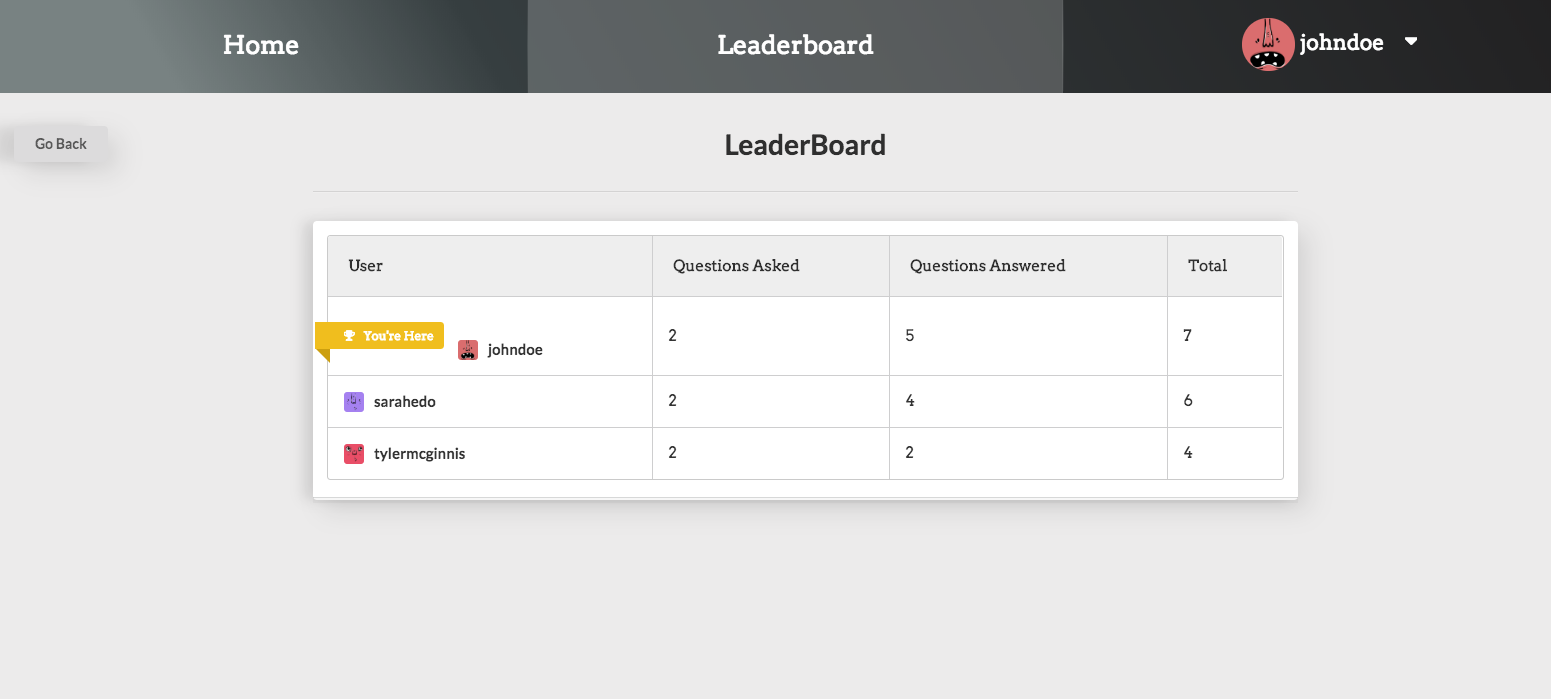 Home Leaderboard johndoe
Go Back
LeaderBoard
User Questions Asked Questions Answered Total
You're Here johndoe 2 5 7
sarahedo 2 4 6
tylermcginnis 2 2 4